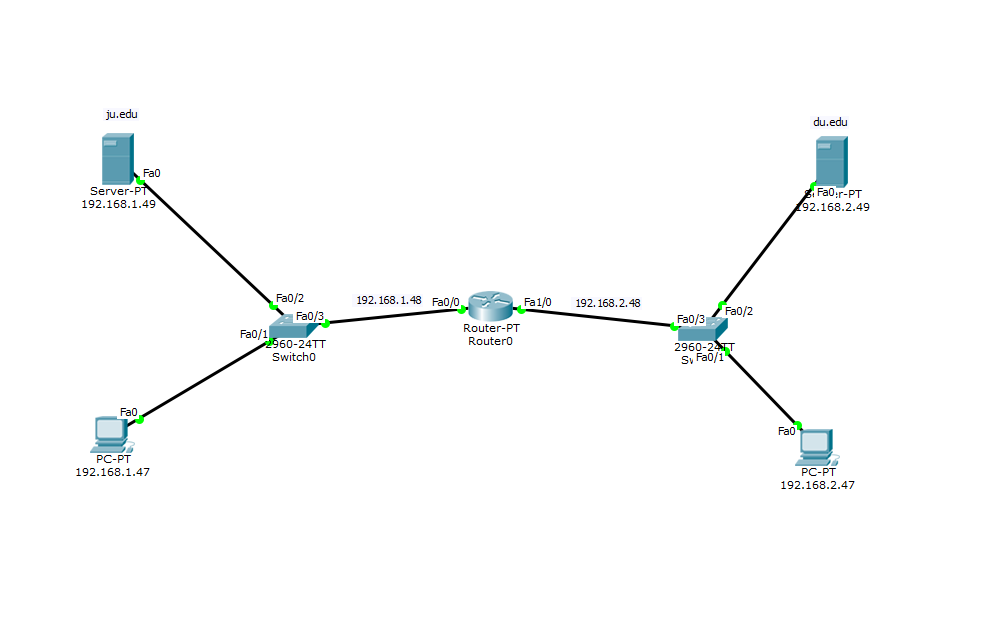 ju.edu
du.edu
Fa0
Server-PT
192.168.1.49
Fa0
-PT
192.168.2.49
Fa0/2
Fa0/3
Fa0/1
2960-24TT
Switch0
192.168.1.48
Fa0/0
Fa1/0
Router-PT
Router0
192.168.2.48
Fa0/3
Fa0/2
2960-24TT
Fa0/1
Fa0
PC-PT
192.168.1.47
Fa0
PC-PT
192.168.2.47